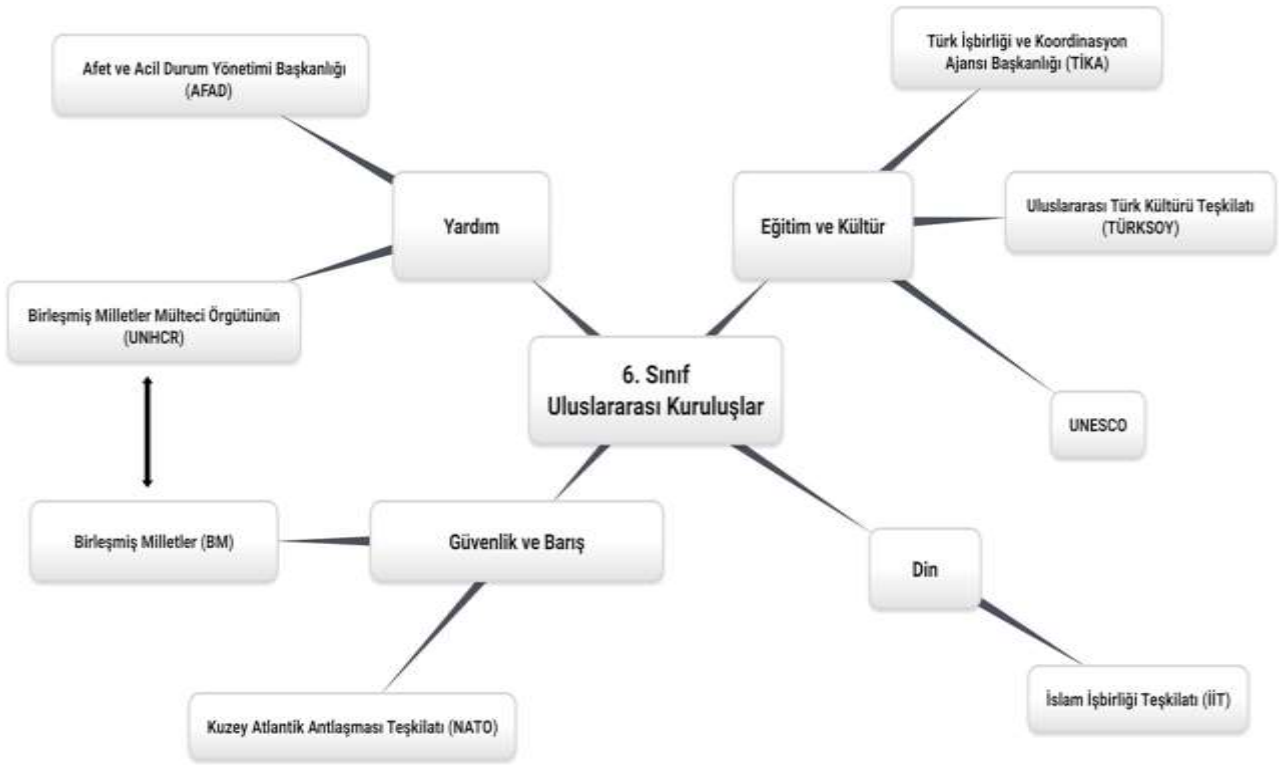 Afet ve Acil Durum Yönetimi Başkanlığı
(AFAD)
Türk İşbirliği ve Koordinasyon
Ajansı Başkanlığı (TİKA)
Yardım
Eğitim ve Kültür
Uluslararası Türk Kültürü Teşkilatı
(TÜRKSOY)
Birleşmiş Milletler Mülteci Örgütünün
(UNHCR)
6. Sınıf
Uluslararası Kuruluşlar
UNESCO
Birleşmiş Milletler (BM)
Güvenlik ve Barış
Din
Kuzey Atlantik Antlaşması Teşkilatı (NATO)
İslam İşbirliği Teşkilatı (İİT)